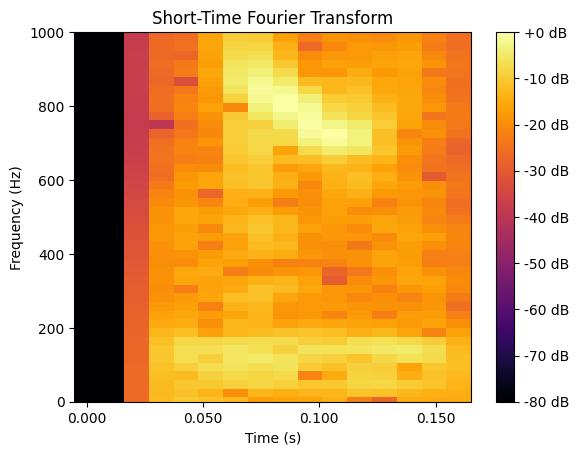 Short-Time Fourier Transform
Frequency (Hz)
1000
800
600
400
200
0
0.000
0.050
0.100
0.150
Time (s)
+0 dB
-10 dB
-20 dB
-30 dB
-40 dB
-50 dB
-60 dB
-70 dB
-80 dB